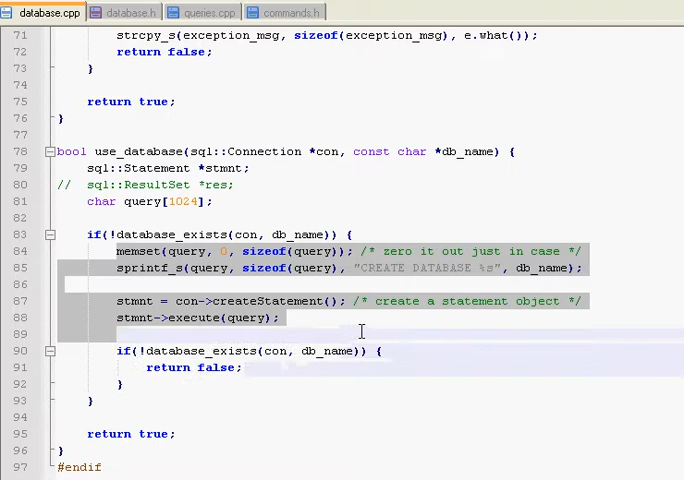 database.cpp database.h queries.cpp commands.h
71 strcpy_s(exception_msg, sizeof(exception_msg), e.what());
72 return false;
73 }
74
75 return true;
76 }
77
78 bool use_database(sql::Connection *con, const char *db_name) {
79 sql::Statement *stmnt;
80 // sql::ResultSet *res;
81 char query[1024];
82
83 if(!database_exists(con, db_name)) {
84 memset(query, 0, sizeof(query)); /* zero it out just in case */
85 sprintf_s(query, sizeof(query), "CREATE DATABASE %s", db_name);
86
87 stmnt = con->createStatement(); /* create a statement object */
88 stmnt->execute(query);
89
90 if(!database_exists(con, db_name)) {
91 return false;
92 }
93 }
94
95 return true;
96 }
97 #endif